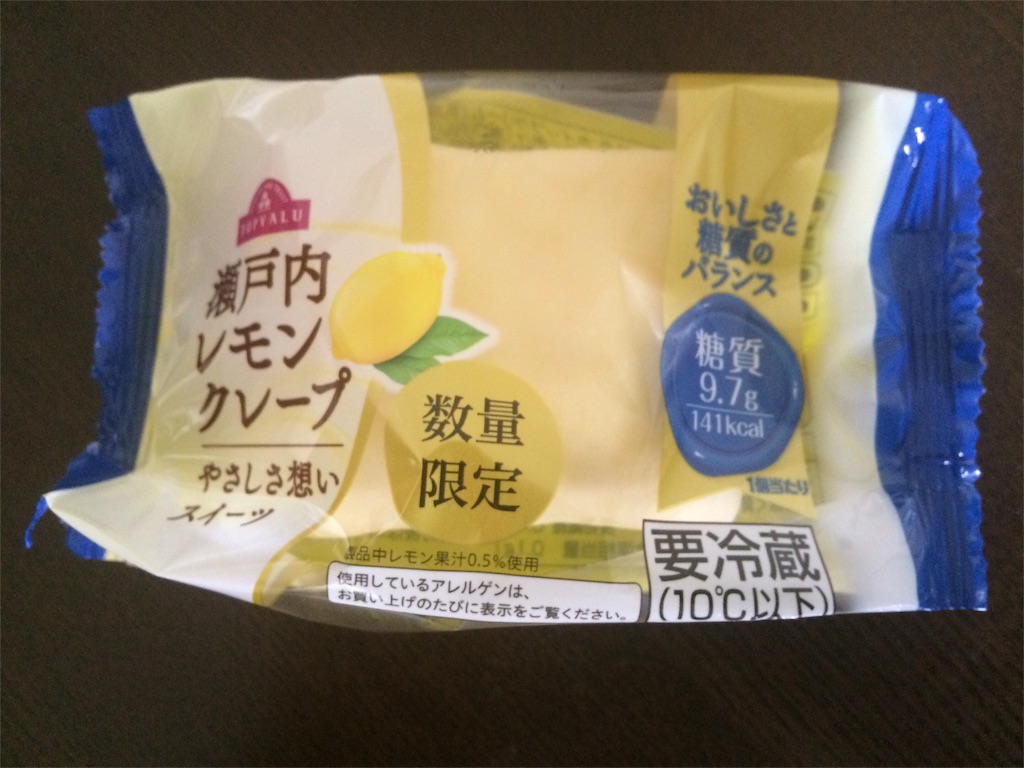 TOPVALU
瀬戸内
レモン
クレープ
やさしさ想い
スイーツ
数量
限定
おいしさと
糖質の
バランス
糖質
9.7g
141kcal
1個当たり
製品中レモン果汁0.5%使用
使用しているアレルゲンは、
お買い上げのたびに表示をご覧ください。
要冷蔵
(10℃以下)